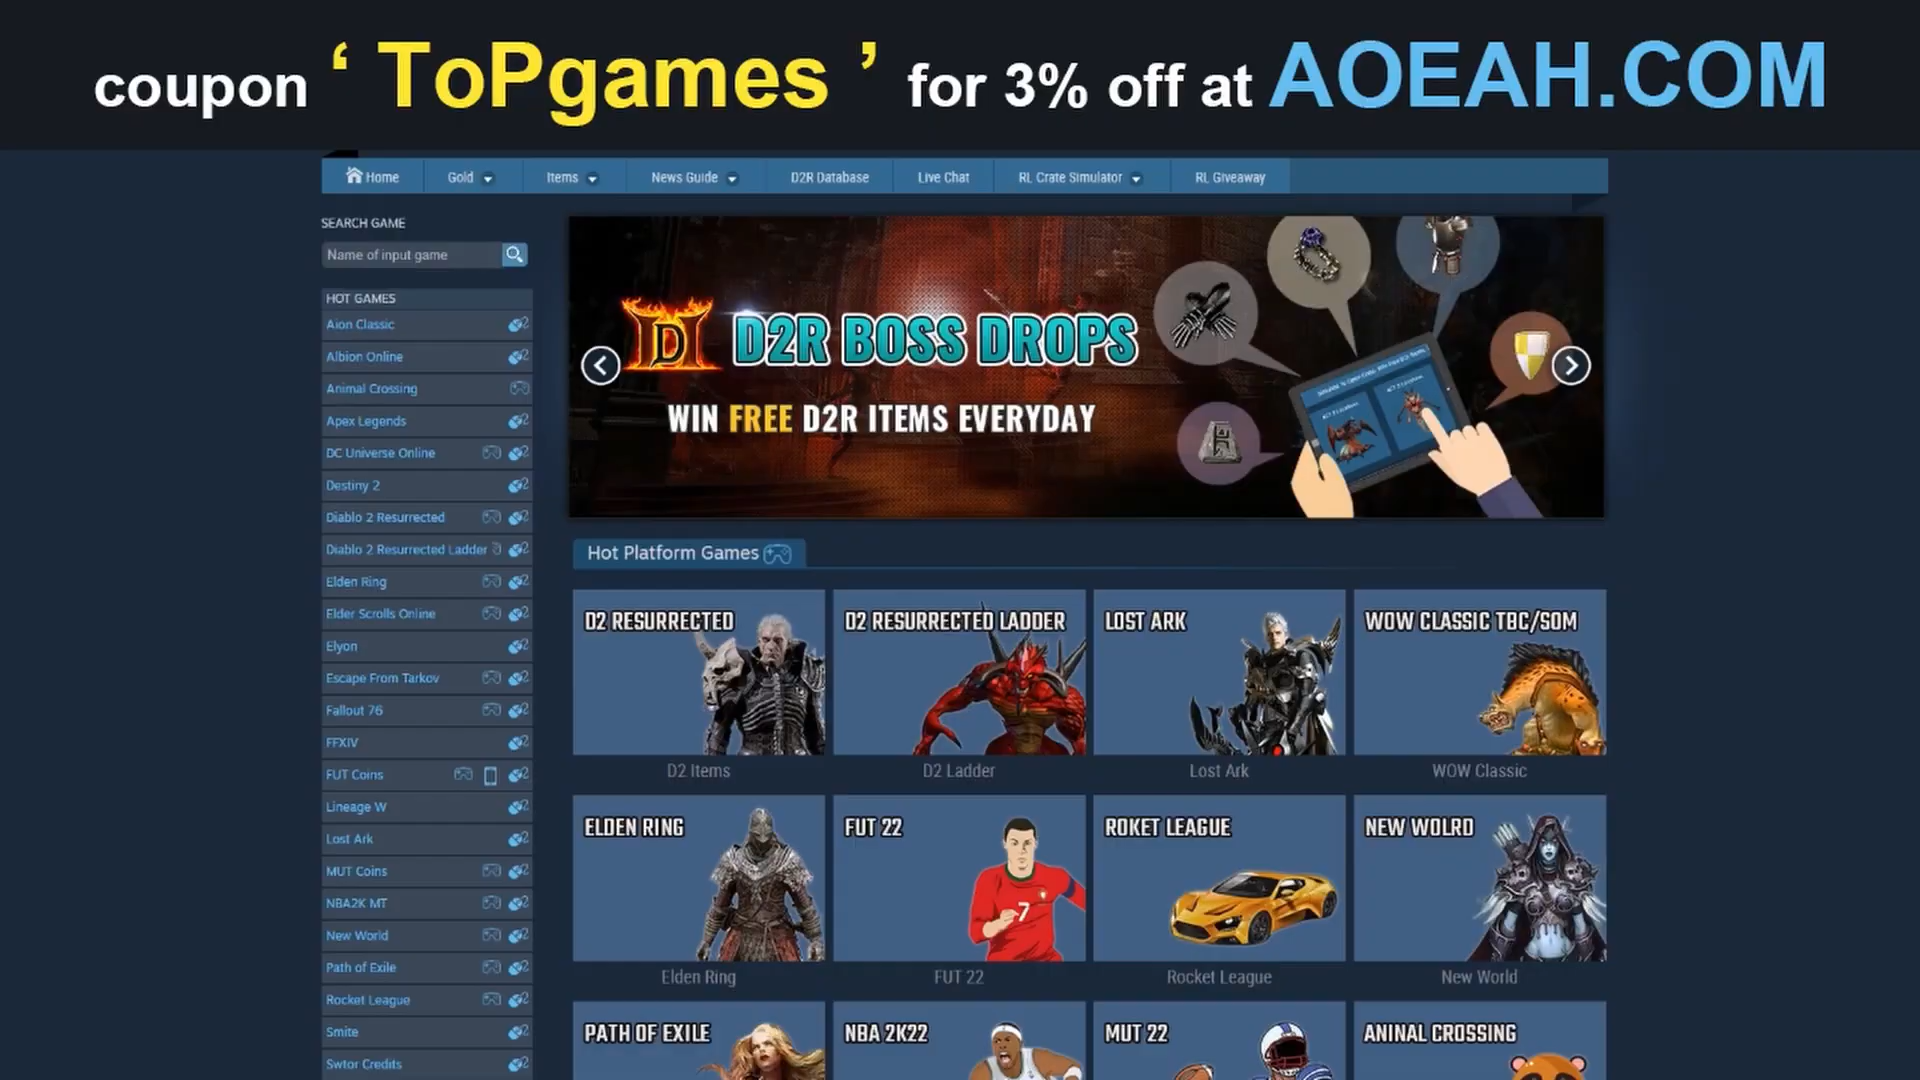 coupon ‘ ToPgames ’ for 3% off at AOEAH.COM
Home Gold Items News Guide D2R Database Live Chat RL Crate Simulator RL Giveaway
SEARCH GAME
Name of input game
HOT GAMES
Aion Classic
Albion Online
Animal Crossing
Apex Legends
DC Universe Online
Destiny 2
Diablo 2 Resurrected
Diablo 2 Resurrected Ladder
Elden Ring
Elder Scrolls Online
Elyon
Escape From Tarkov
Fallout 76
FFXIV
FUT Coins
Lineage W
Lost Ark
MUT Coins
NBA2K MT
New World
Path of Exile
Rocket League
Smite
Swtor Credits
D2R BOSS DROPS
WIN FREE D2R ITEMS EVERYDAY
Hot Platform Games
D2 RESURRECTED
D2 Items
D2 RESURRECTED LADDER
D2 Ladder
LOST ARK
Lost Ark
WOW CLASSIC TBC/SOM
WOW Classic
ELDEN RING
Elden Ring
FUT 22
7
FUT 22
ROKET LEAGUE
Rocket League
NEW WOLRD
New World
PATH OF EXILE
NBA 2K22
MUT 22
ANINAL CROSSING